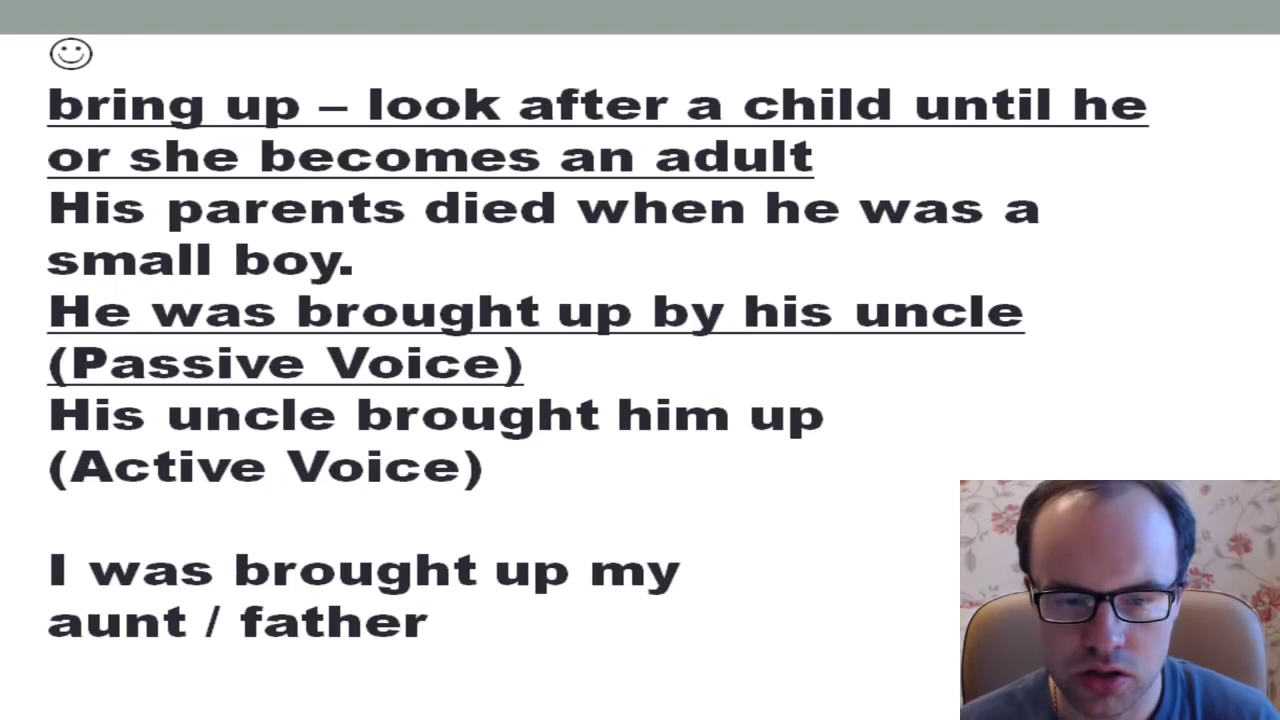 bring up – look after a child until he
or she becomes an adult
His parents died when he was a
small boy.
He was brought up by his uncle
(Passive Voice)
His uncle brought him up
(Active Voice)
I was brought up my
aunt / father